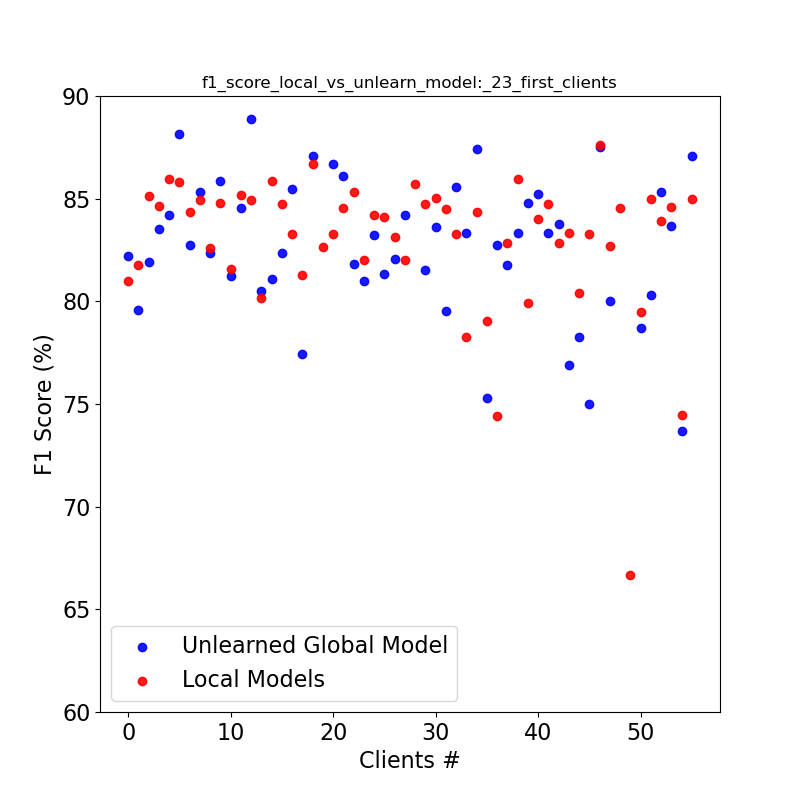 f1_score_local_vs_unlearn_model:_23_first_clients
90
85
80
75
70
65
60
F1 Score (%)
Unlearned Global Model
Local Models
0 10 20 30 40 50
Clients #